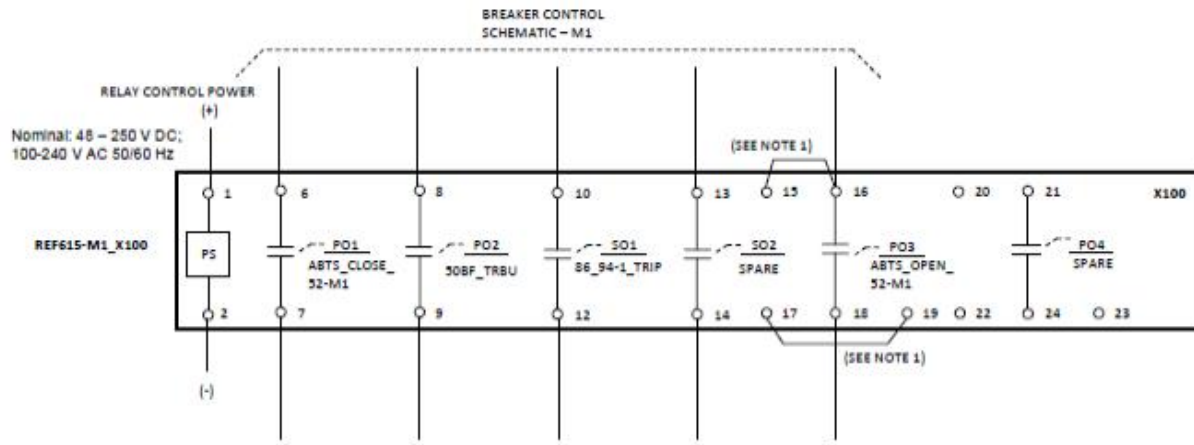 BREAKER CONTROL
SCHEMATIC – M1
RELAY CONTROL POWER
(+)
Nominal: 48 – 250 V DC;
100-240 V AC 50/60 Hz
(SEE NOTE 1)
1 6 8 10 13 15 16 20 21 X100
REF615-M1_X100
PS
PO1
ABTS_CLOSE_
52-M1
PO2
50BF_TRBU
SO1
86_94-1_TRIP
SO2
SPARE
PO3
ABTS_OPEN_
52-M1
PO4
SPARE
2 7 9 12 14 17 18 19 22 24 23
(SEE NOTE 1)
(-)